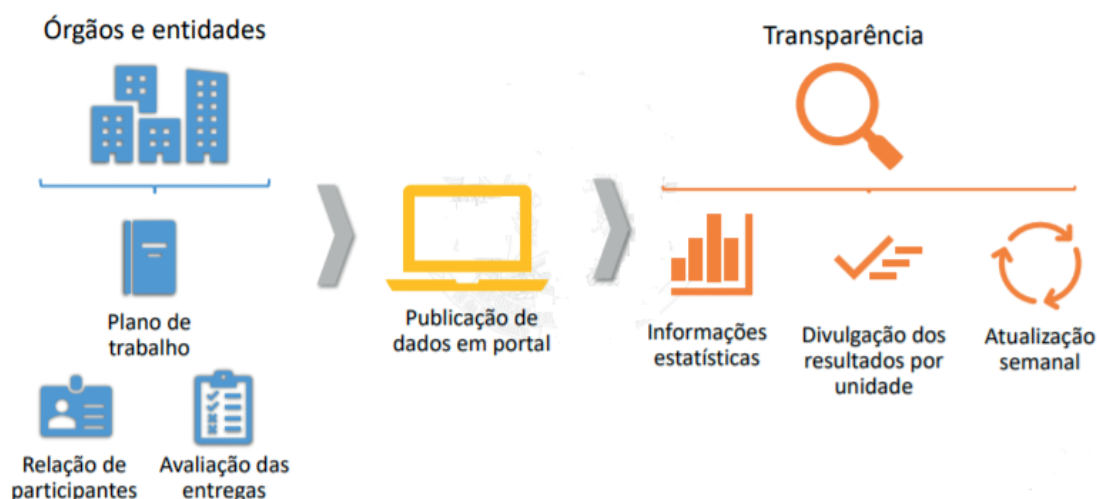 Órgãos e entidades
Plano de
trabalho
Relação de
participantes
Avaliação das
entregas
Publicação de
dados em portal
Transparência
Informações
estatísticas
Divulgação dos
resultados por
unidade
Atualização
semanal